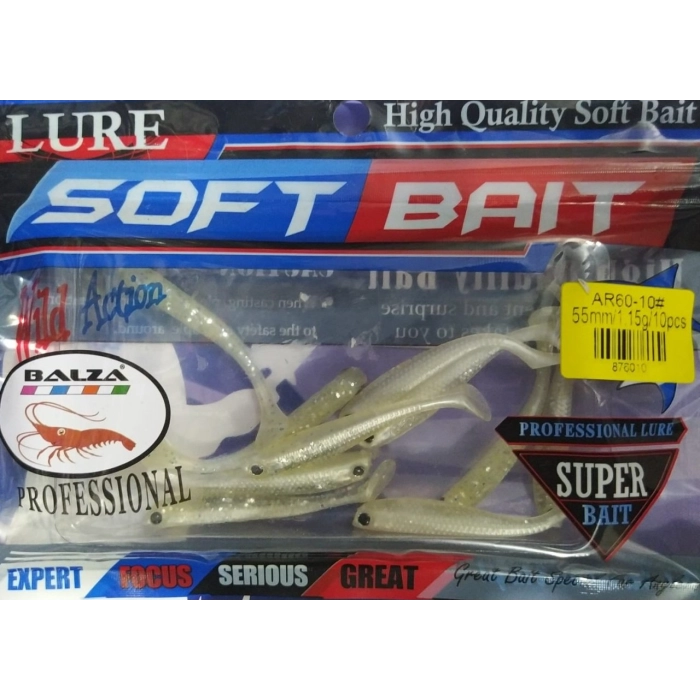 LURE
High Quality Soft Bait
SOFT BAIT
Wild Action
AR60-10#
55mm/1.15g/10pcs
876010
BALZA
PROFESSIONAL
PROFESSIONAL LURE
SUPER
BAIT
EXPERT FOCUS SERIOUS GREAT Great Bait